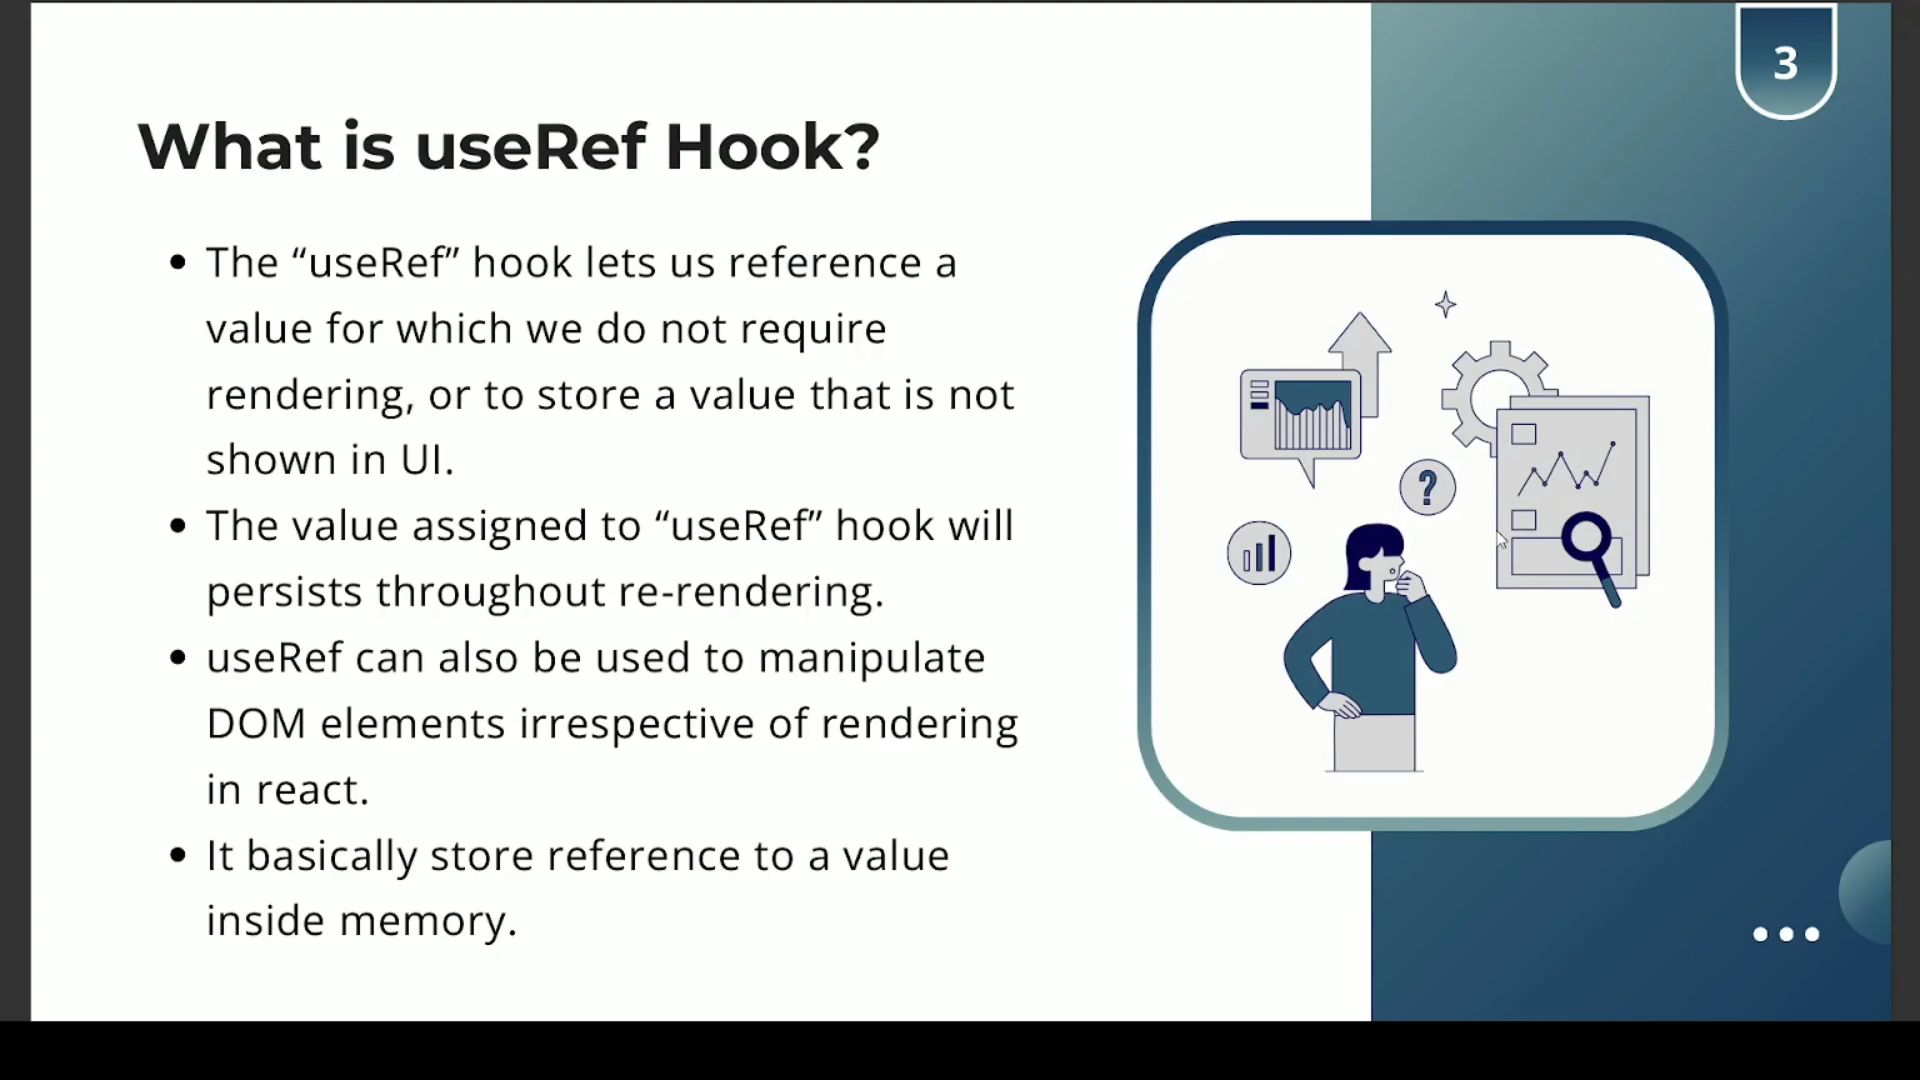 3
What is useRef Hook?
• The “useRef” hook lets us reference a
value for which we do not require
rendering, or to store a value that is not
shown in UI.
• The value assigned to “useRef” hook will
persists throughout re-rendering.
• useRef can also be used to manipulate
DOM elements irrespective of rendering
in react.
• It basically store reference to a value
inside memory.
?